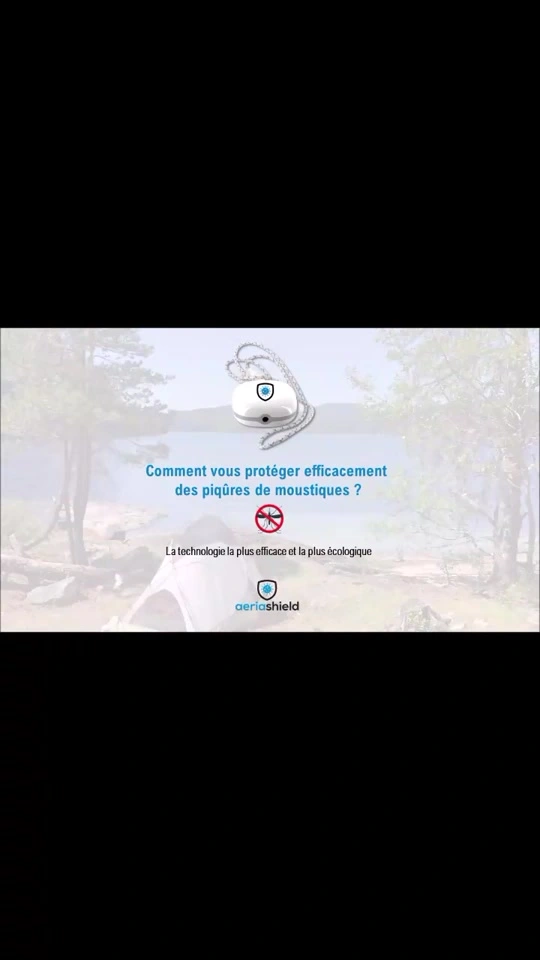 Comment vous protéger efficacement
des piqûres de moustiques ?
La technologie la plus efficace et la plus écologique
aeriashield